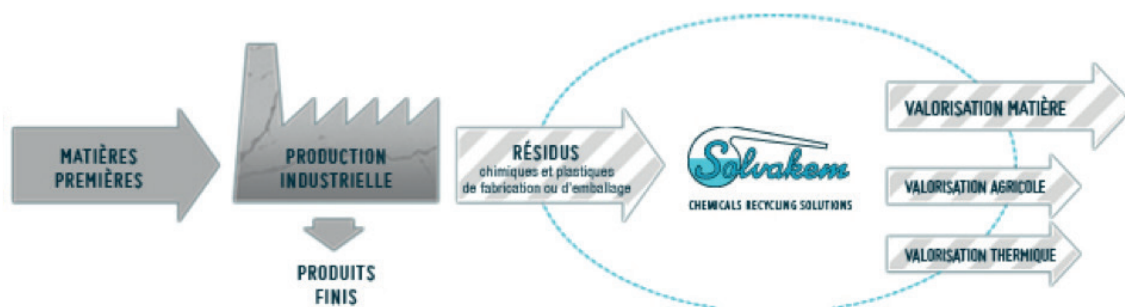 MATIÈRES
PREMIÈRES
PRODUCTION
INDUSTRIELLE
PRODUITS
FINIS
RÉSIDUS
chimiques et plastiques
de fabrication ou d'emballage
Solvakem
CHEMICALS RECYCLING SOLUTIONS
VALORISATION MATIÈRE
VALORISATION AGRICOLE
VALORISATION THERMIQUE